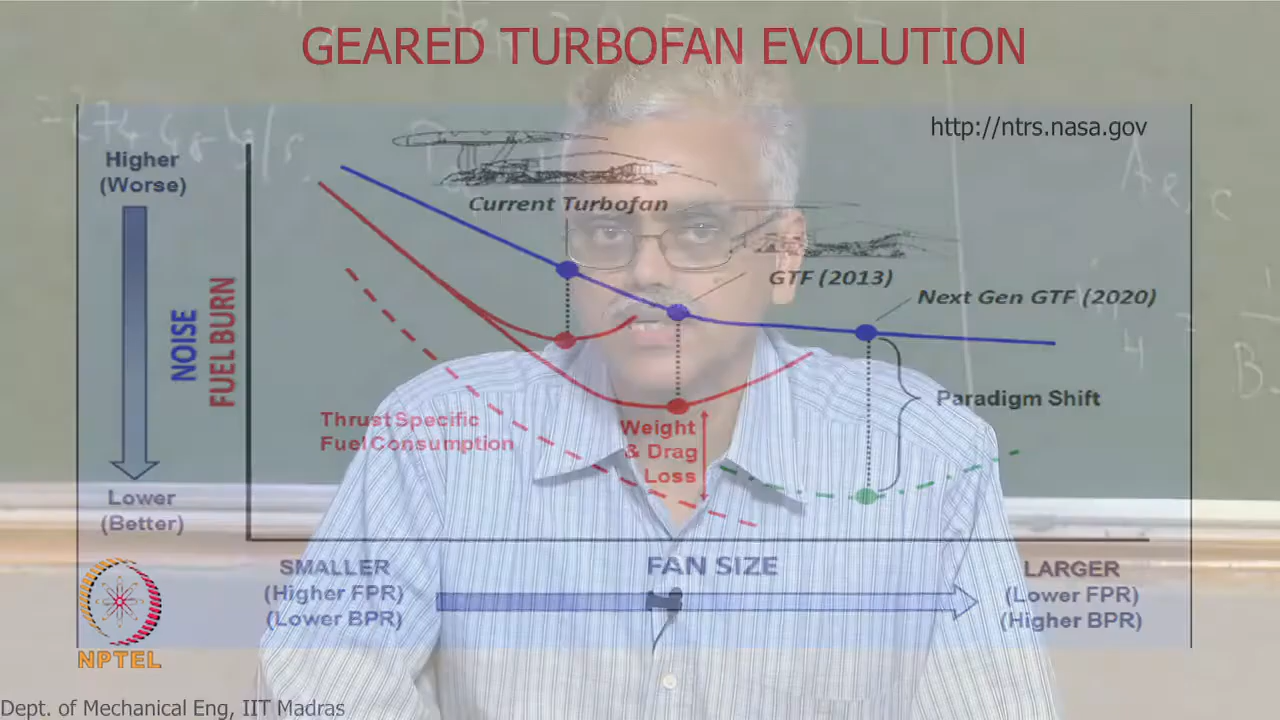 GEARED TURBOFAN EVOLUTION
http://ntrs.nasa.gov
Higher
(Worse)
NOISE
FUEL BURN
Lower
(Better)
Current Turbofan
GTF (2013)
Next Gen GTF (2020)
Paradigm Shift
Thrust Specific
Fuel Consumption
Weight
& Drag
Loss
SMALLER
(Higher FPR)
(Lower BPR)
FAN SIZE
LARGER
(Lower FPR)
(Higher BPR)
NPTEL
Dept. of Mechanical Eng, IIT Madras